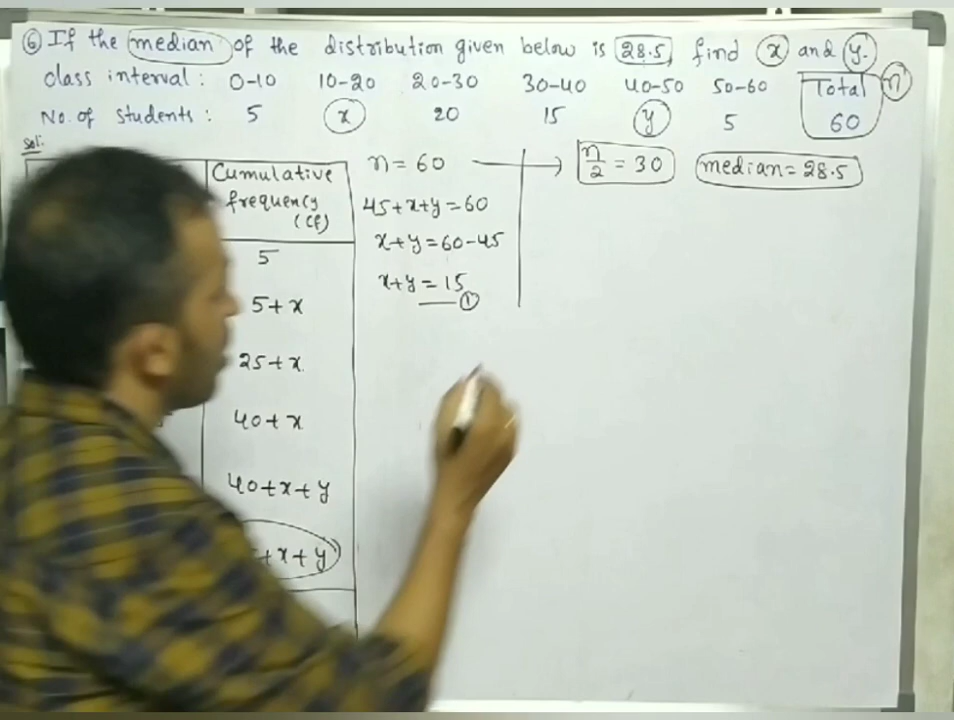 ⑥ If the median of the distribution given below is 28.5, find x and y.
class interval : 0-10 10-20 20-30 30-40 40-50 50-60 Total n
No. of students : 5 x 20 15 y 5 60
Sol:
Cumulative
frequency
(cf)
5
5+x
25+x
40+x
40+x+y
+x+y
n = 60
45+x+y=60
x+y=60-45
x+y=15
①
n/2 = 30
median = 28.5